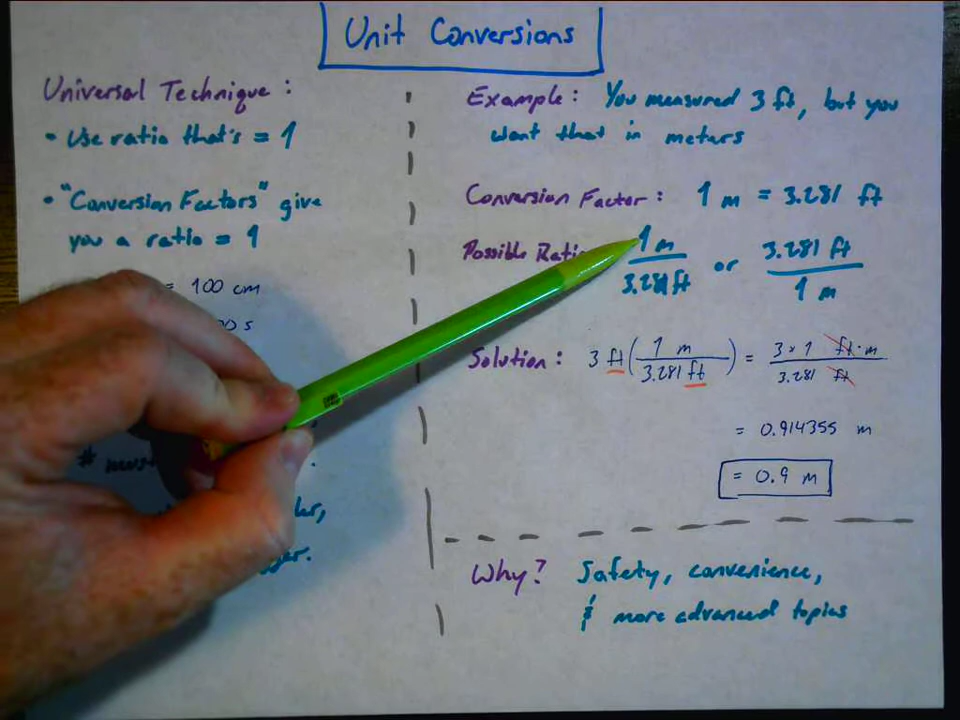 Unit Conversions
Universal Technique:
• Use ratio that's = 1
• "Conversion Factors" give
you a ratio = 1
= 100 cm
Example: You measured 3 ft, but you
want that in meters
Conversion Factor: 1 m = 3.281 ft
Possible 1 m / 3.281 ft or 3.281 ft / 1 m
Solution: 3 ft ( 1 m / 3.281 ft ) = 3 × 1 ft · m / 3.281 ft
= 0.914355 m
= 0.9 m
Why? Safety, convenience,
& more advanced topics